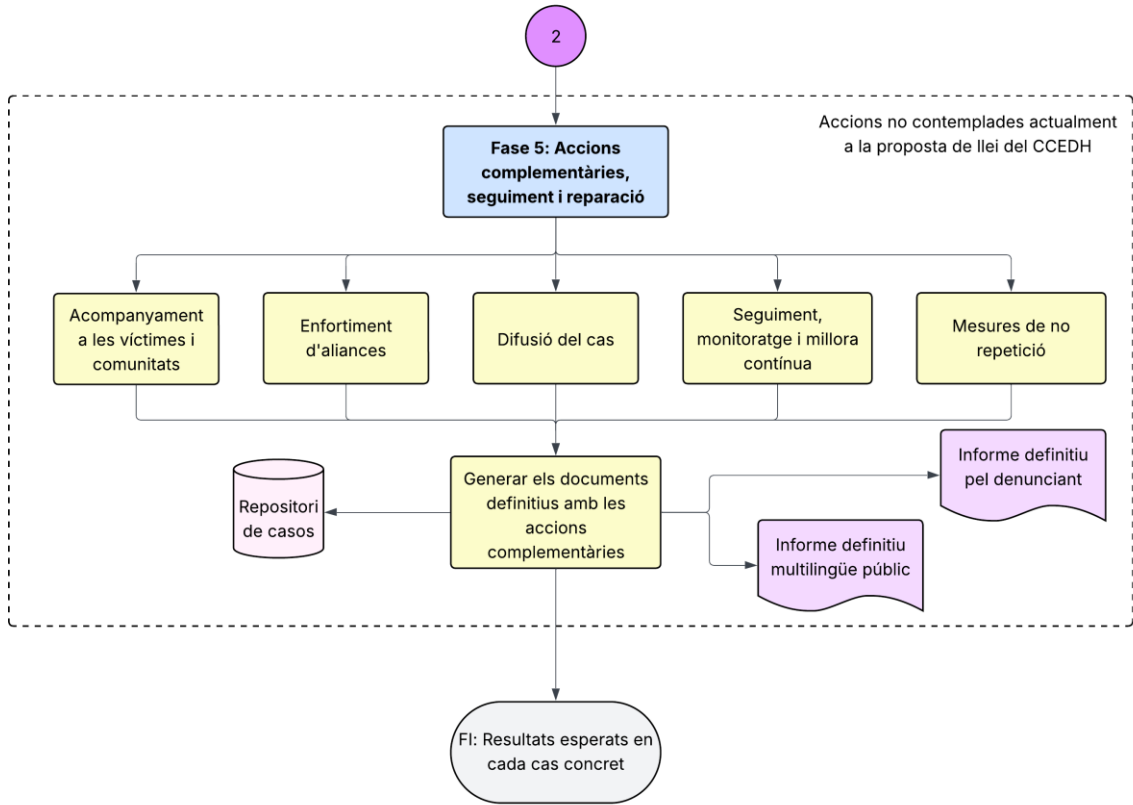 2
Accions no contemplades actualment
a la proposta de llei del CCEDH
Fase 5: Accions
complementàries,
seguiment i reparació
Acompanyament
a les víctimes i
comunitats
Enfortiment
d'aliances
Difusió del cas
Seguiment,
monitoratge i millora
contínua
Mesures de no
repetició
Repositori
de casos
Generar els documents
definitius amb les
accions
complementàries
Informe definitiu
pel denunciant
Informe definitiu
multilingüe públic
FI: Resultats esperats en
cada cas concret